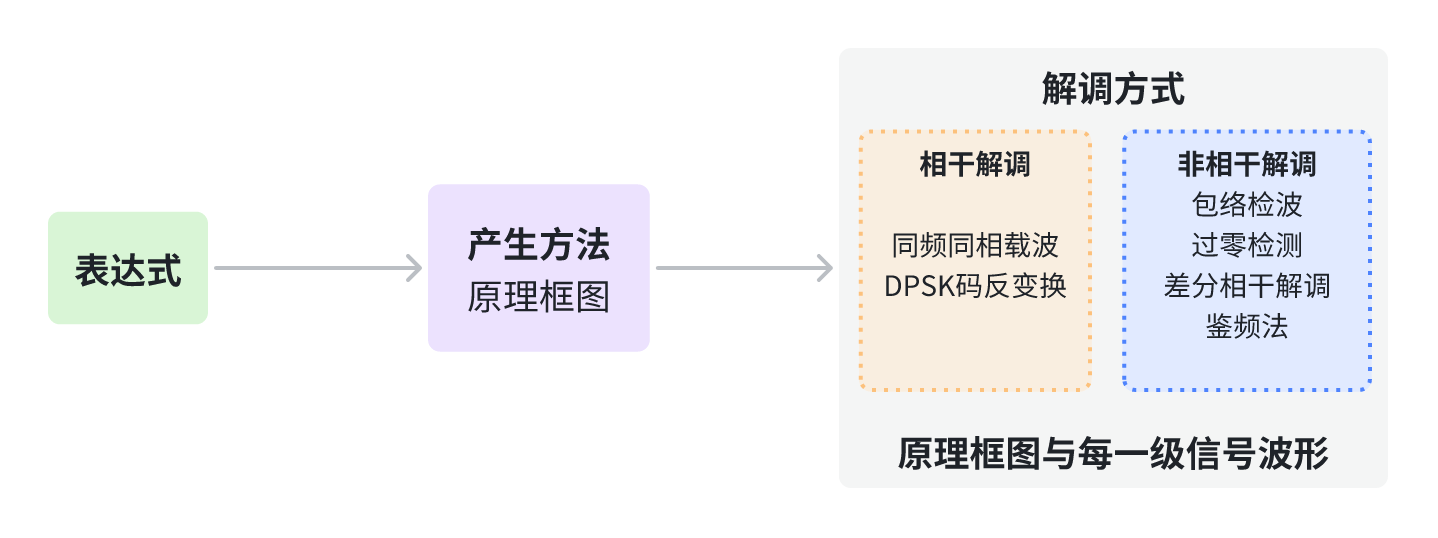 表达式
产生方法
原理框图
解调方式
相干解调
同频同相载波
DPSK码反变换
非相干解调
包络检波
过零检测
差分相干解调
鉴频法
原理框图与每一级信号波形